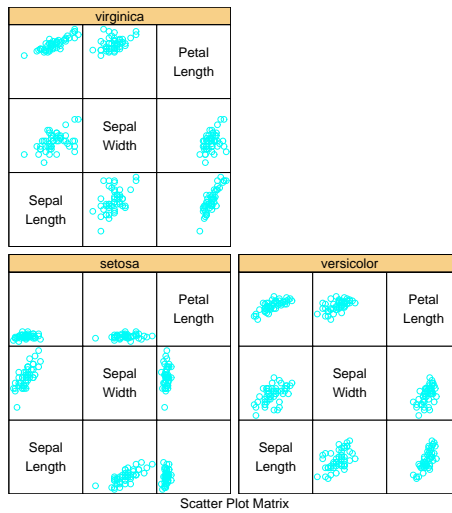 virginica
Petal
Length
Sepal
Width
Sepal
Length
setosa
Petal
Length
Sepal
Width
Sepal
Length
versicolor
Petal
Length
Sepal
Width
Sepal
Length
Scatter Plot Matrix